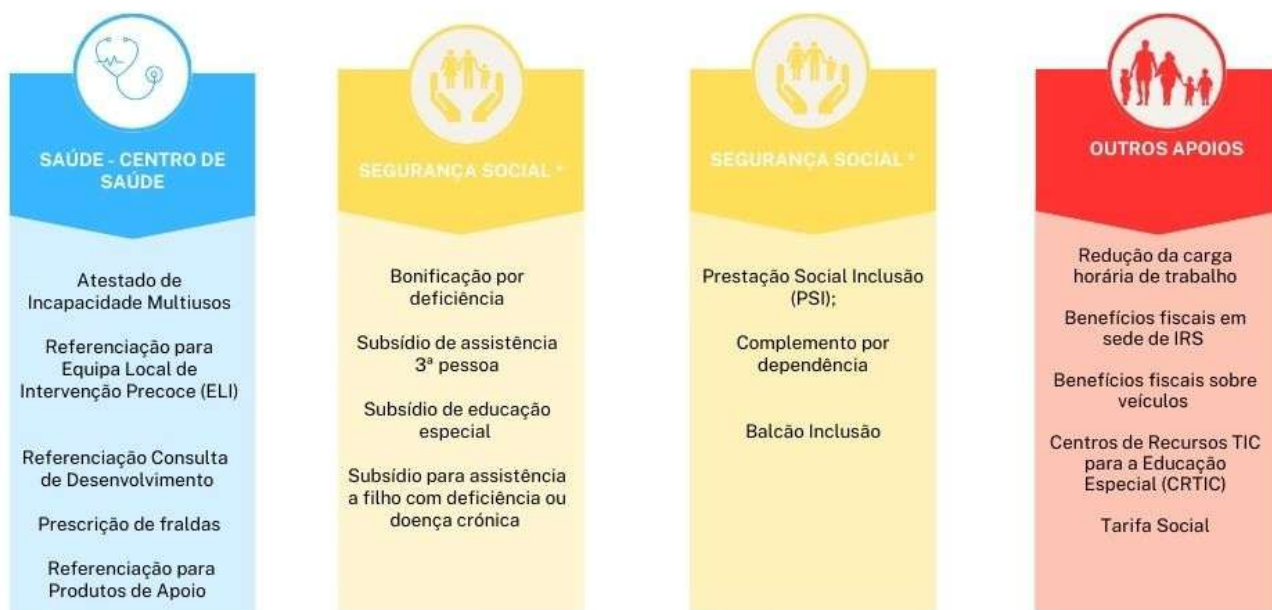 SAÚDE - CENTRO DE
SAÚDE
Atestado de
Incapacidade Multiusos
Referenciação para
Equipa Local de
Intervenção Precoce (ELI)
Referenciação Consulta
de Desenvolvimento
Prescrição de fraldas
Referenciação para
Produtos de Apoio
SEGURANÇA SOCIAL *
Bonificação por
deficiência
Subsídio de assistência
3ª pessoa
Subsídio de educação
especial
Subsídio para assistência
a filho com deficiência ou
doença crónica
SEGURANÇA SOCIAL *
Prestação Social Inclusão
(PSI);
Complemento por
dependência
Balcão Inclusão
OUTROS APOIOS
Redução da carga
horária de trabalho
Benefícios fiscais em
sede de IRS
Benefícios fiscais sobre
veículos
Centros de Recursos TIC
para a Educação
Especial (CRTIC)
Tarifa Social